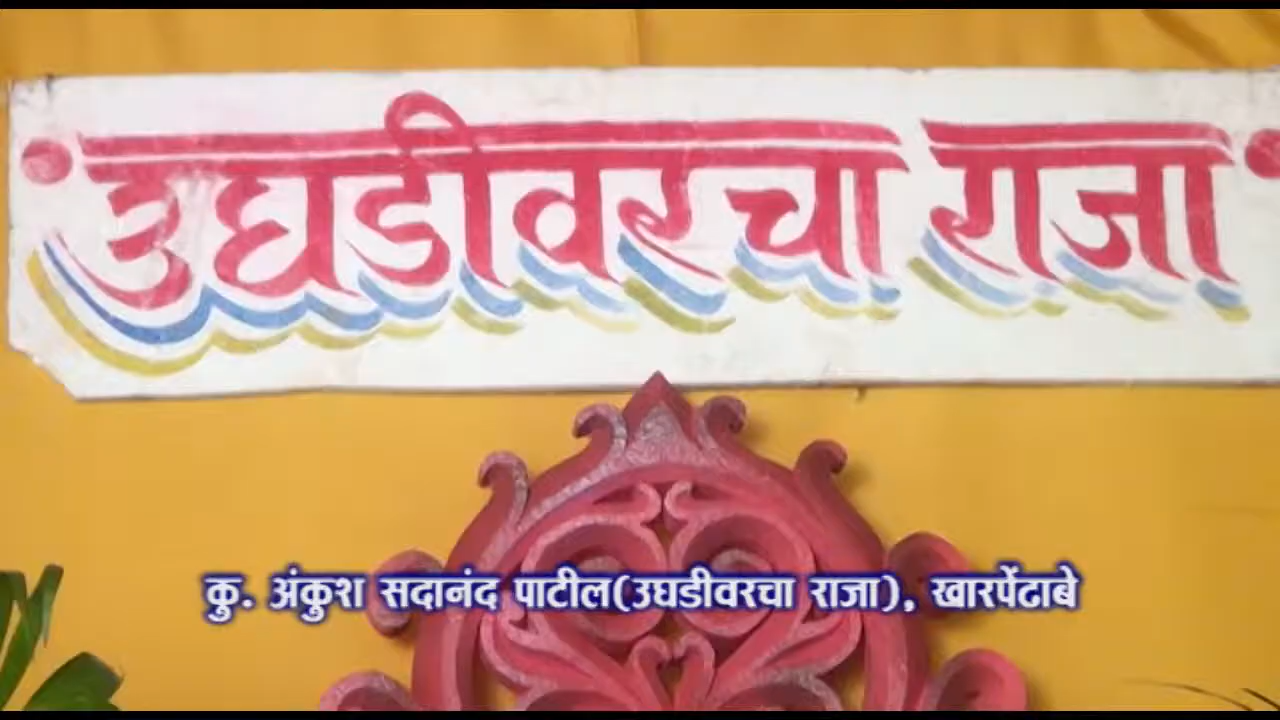 उघडीवरचा राजा
कु. अंकुश सदानंद पाटील(उघडीवरचा राजा), खारपेंढाबे